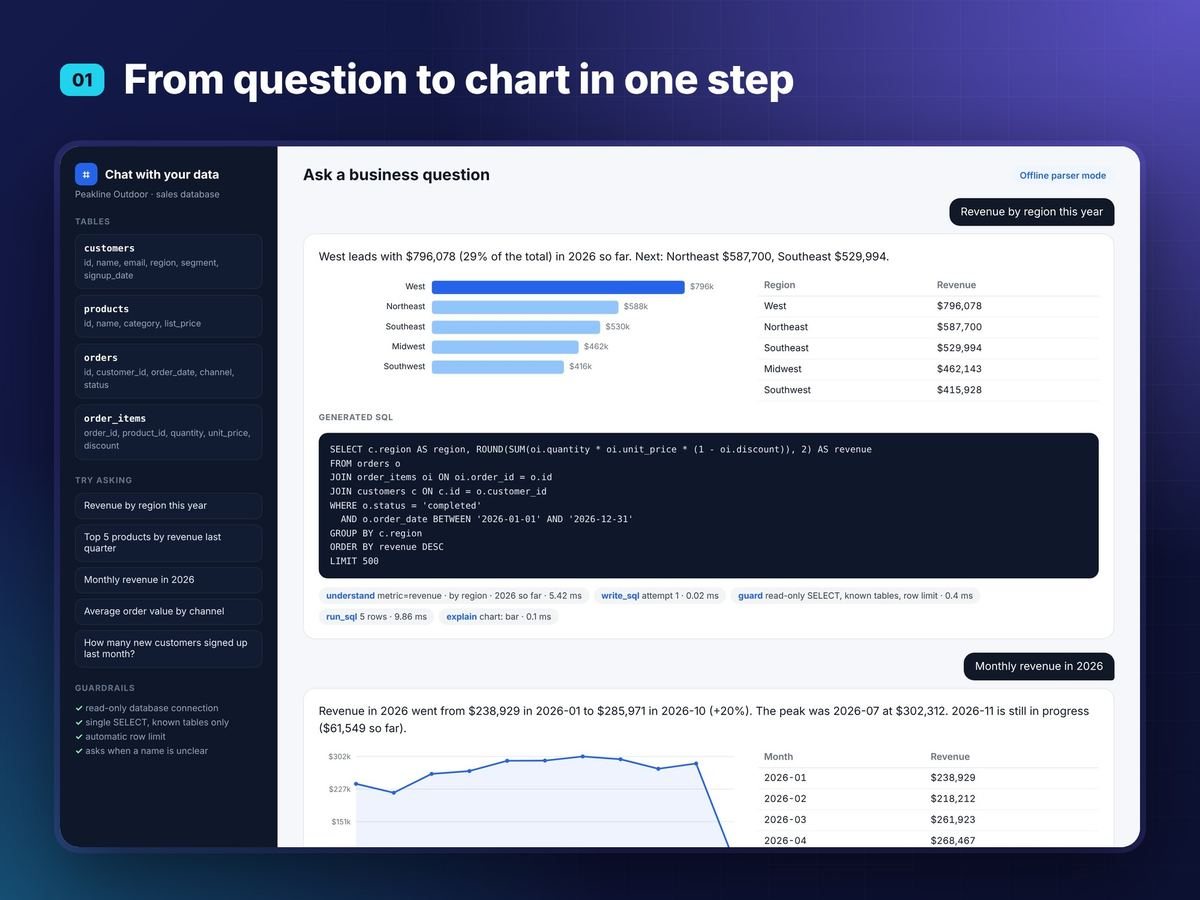 01
From question to chart in one step
# Chat with your data
Peakline Outdoor · sales database
TABLES
customers
id, name, email, region, segment,
signup_date
products
id, name, category, list_price
orders
id, customer_id, order_date, channel,
status
order_items
order_id, product_id, quantity, unit_price,
discount
TRY ASKING
Revenue by region this year
Top 5 products by revenue last
quarter
Monthly revenue in 2026
Average order value by channel
How many new customers signed up
last month?
GUARDRAILS
✓ read-only database connection
✓ single SELECT, known tables only
✓ automatic row limit
✓ asks when a name is unclear
Ask a business question
Offline parser mode
Revenue by region this year
West leads with $796,078 (29% of the total) in 2026 so far. Next: Northeast $587,700, Southeast $529,994.
West $796k
Northeast $588k
Southeast $530k
Midwest $462k
Southwest $416k
Region Revenue
West $796,078
Northeast $587,700
Southeast $529,994
Midwest $462,143
Southwest $415,928
GENERATED SQL
SELECT c.region AS region, ROUND(SUM(oi.quantity * oi.unit_price * (1 - oi.discount)), 2) AS revenue
FROM orders o
JOIN order_items oi ON oi.order_id = o.id
JOIN customers c ON c.id = o.customer_id
WHERE o.status = 'completed'
  AND o.order_date BETWEEN '2026-01-01' AND '2026-12-31'
GROUP BY c.region
ORDER BY revenue DESC
LIMIT 500
understand metric=revenue · by region · 2026 so far · 5.42 ms
write_sql attempt 1 · 0.02 ms
guard read-only SELECT, known tables, row limit · 0.4 ms
run_sql 5 rows · 9.86 ms
explain chart: bar · 0.1 ms
Monthly revenue in 2026
Revenue in 2026 went from $238,929 in 2026-01 to $285,971 in 2026-10 (+20%). The peak was 2026-07 at $302,312. 2026-11 is still in progress
($61,549 so far).
$302k
$227k
$151k
Month Revenue
2026-01 $238,929
2026-02 $218,212
2026-03 $261,923
2026-04 $268,467